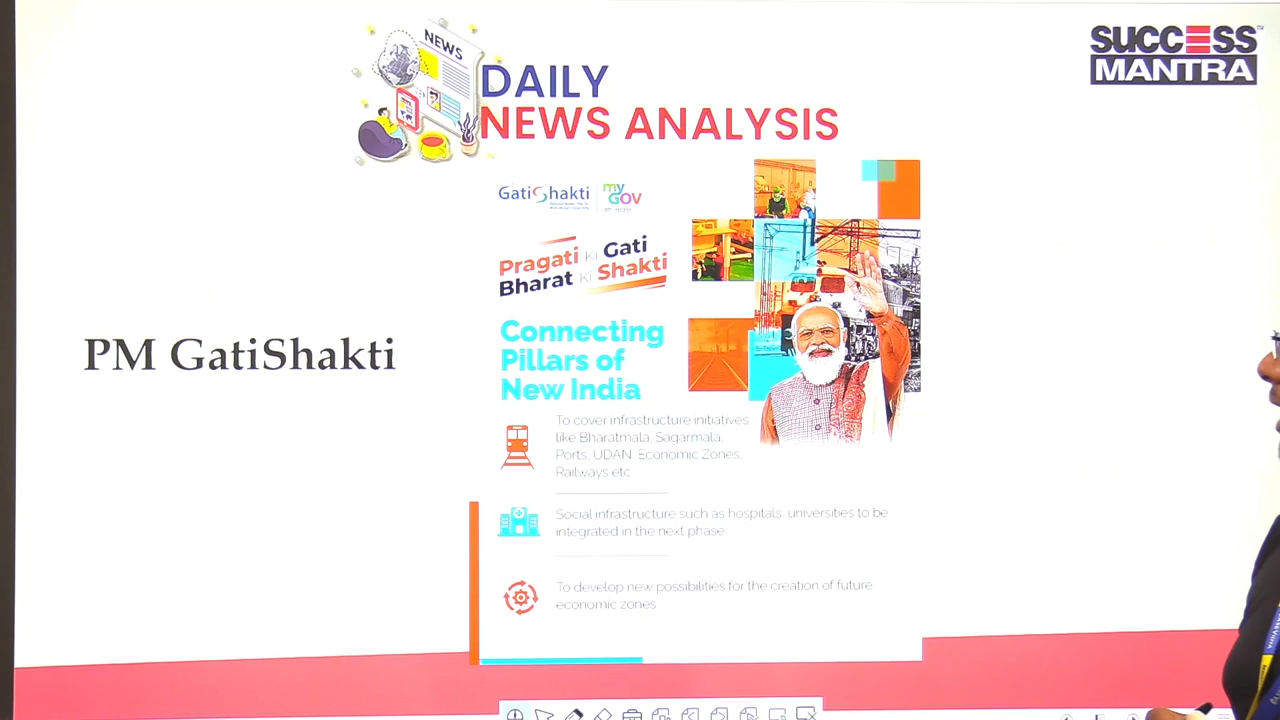 NEWS
DAILY
NEWS ANALYSIS
SUCCESS
MANTRA
GatiShakti
my
GOV
Pragati Ki Gati
Bharat Ki Shakti
PM GatiShakti
Connecting
Pillars of
New India
To cover infrastructure initiatives
like Bharatmala, Sagarmala,
Ports, UDAN, Economic Zones,
Railways etc
Social infrastructure such as hospitals, universities to be
integrated in the next phase
To develop new possibilities for the creation of future
economic zones